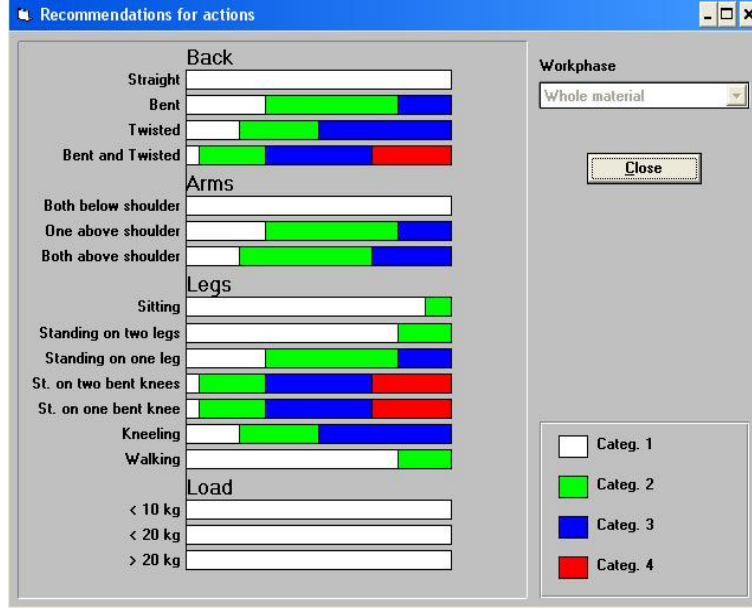 Recommendations for actions
Back
Straight
Bent
Twisted
Bent and Twisted
Arms
Both below shoulder
One above shoulder
Both above shoulder
Legs
Sitting
Standing on two legs
Standing on one leg
St. on two bent knees
St. on one bent knee
Kneeling
Walking
Load
< 10 kg
< 20 kg
> 20 kg
Workphase
Whole material
Close
Categ. 1
Categ. 2
Categ. 3
Categ. 4